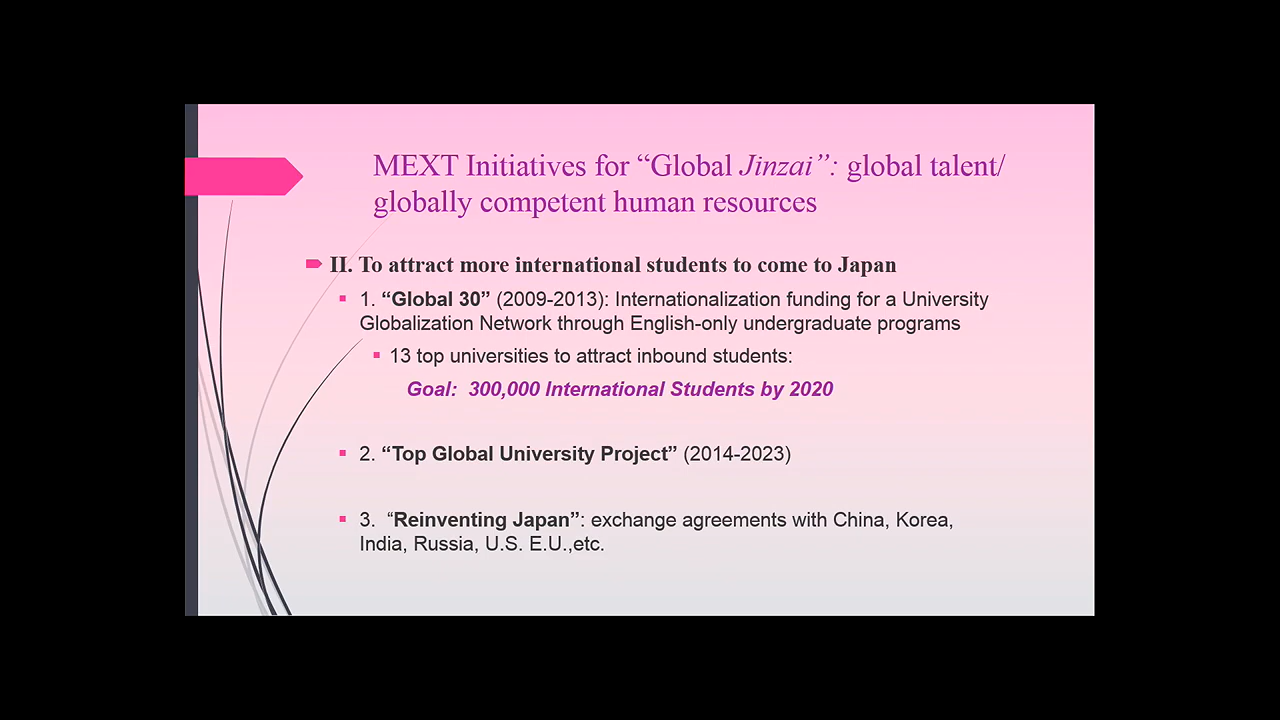 MEXT Initiatives for “Global Jinzai”: global talent/
globally competent human resources
II. To attract more international students to come to Japan
1. “Global 30” (2009-2013): Internationalization funding for a University
Globalization Network through English-only undergraduate programs
13 top universities to attract inbound students:
Goal:  300,000 International Students by 2020
2. “Top Global University Project” (2014-2023)
3.  “Reinventing Japan”: exchange agreements with China, Korea,
India, Russia, U.S. E.U.,etc.